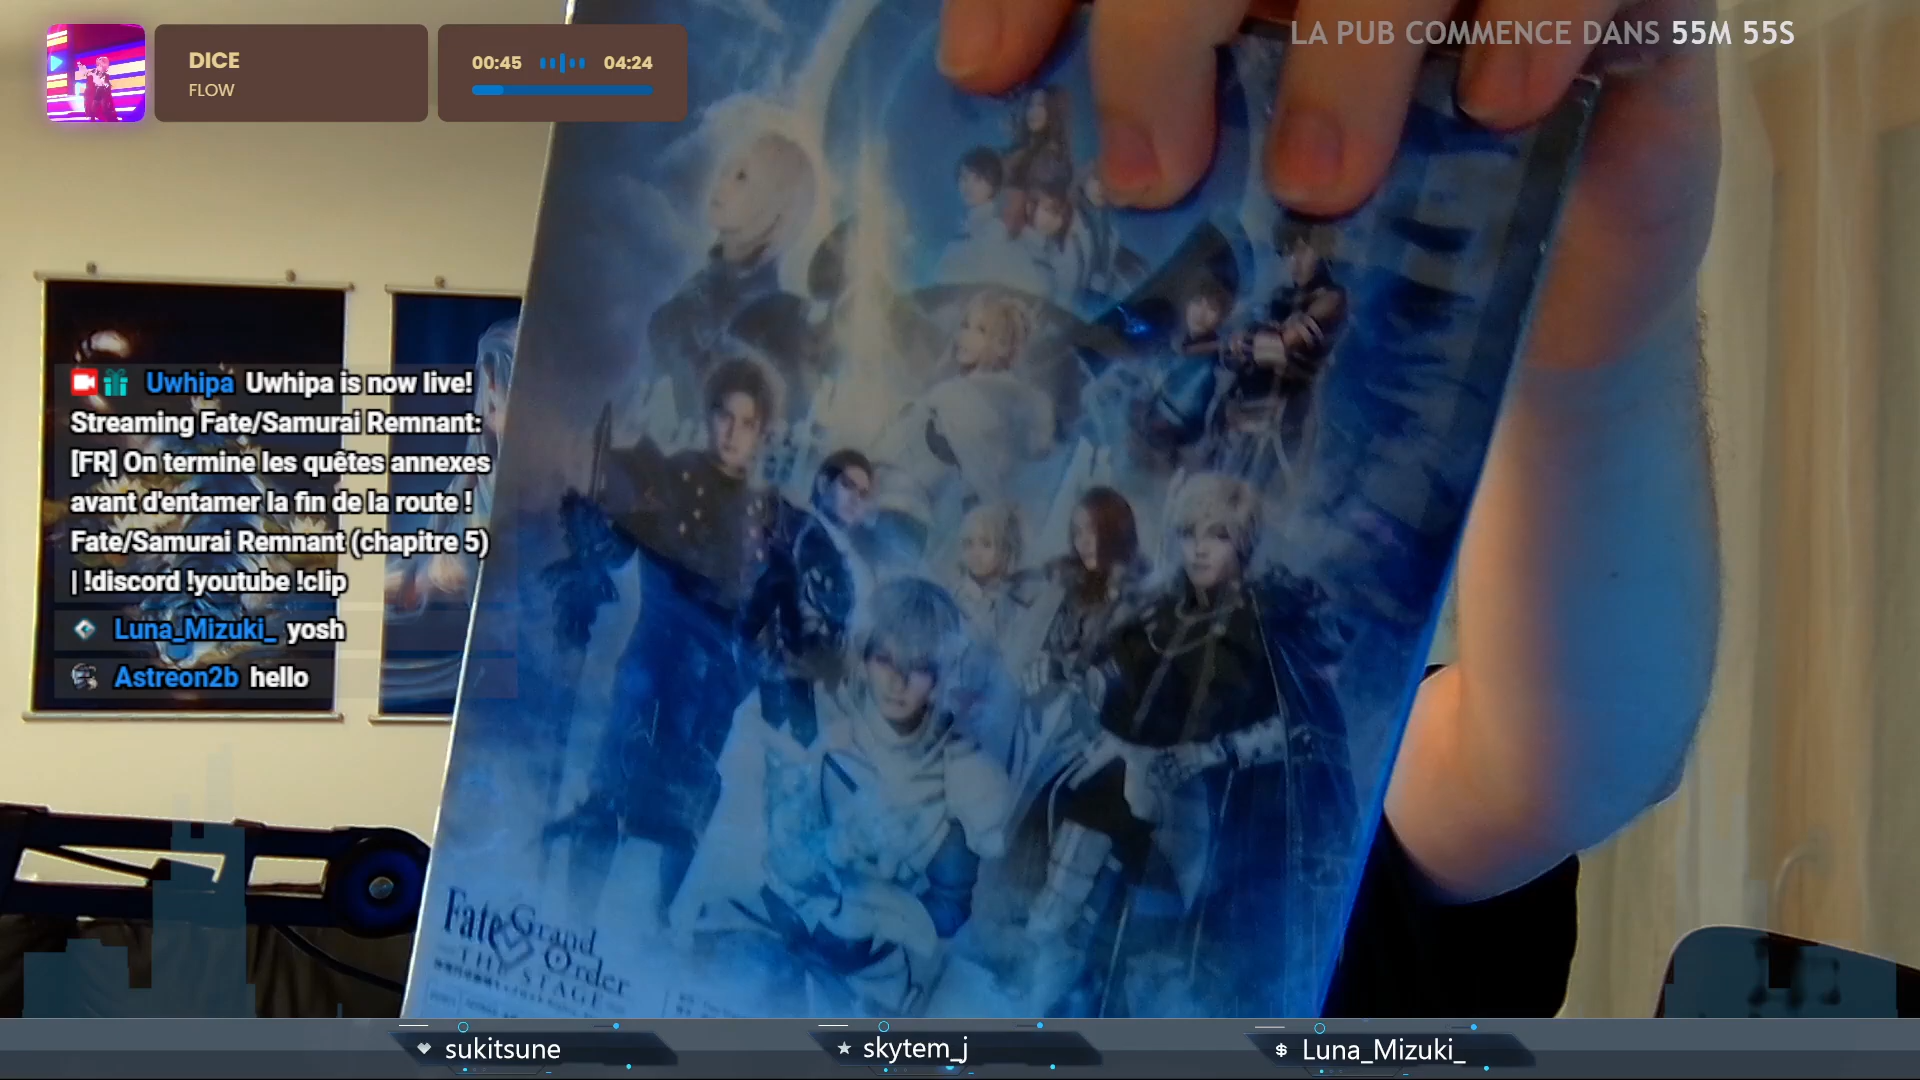 DICE
FLOW
00:45
04:24
LA PUB COMMENCE DANS 55M 55S
Uwhipa Uwhipa is now live!
Streaming Fate/Samurai Remnant:
[FR] On termine les quêtes annexes
avant d'entamer la fin de la route !
Fate/Samurai Remnant (chapitre 5)
| !discord !youtube !clip
Luna_Mizuki_ yosh
Astreon2b hello
Fate
Grand
Order
THE STAGE
sukitsune
skytem_j
Luna_Mizuki_